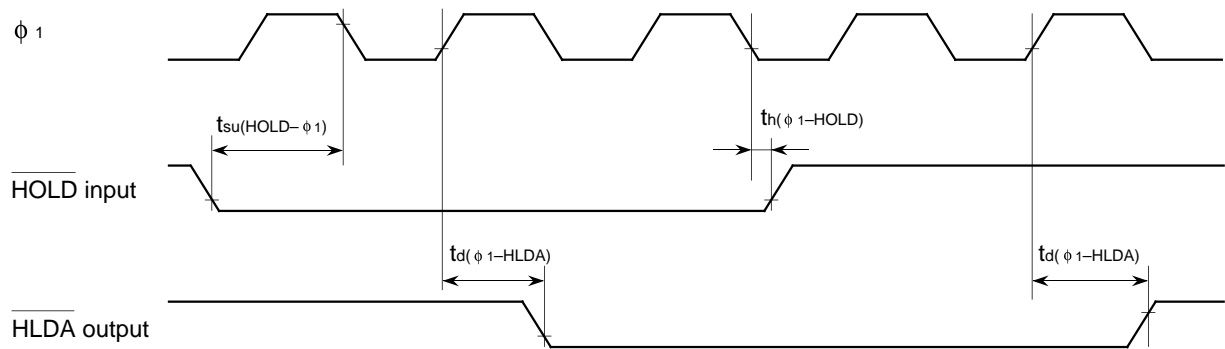 ϕ 1
tsu(HOLD–ϕ 1)
th(ϕ 1–HOLD)
HOLD input
td(ϕ 1–HLDA)
td(ϕ 1–HLDA)
HLDA output